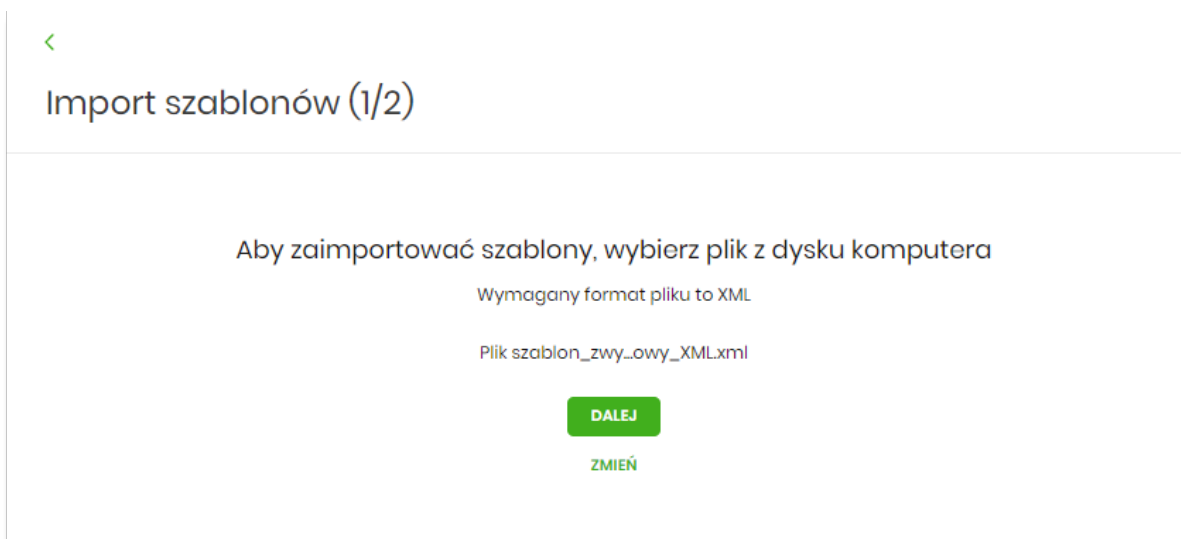 Import szablonów (1/2)
Aby zaimportować szablony, wybierz plik z dysku komputera
Wymagany format pliku to XML
Plik szablon_zwy...owy_XML.xml
DALEJ
ZMIEŃ